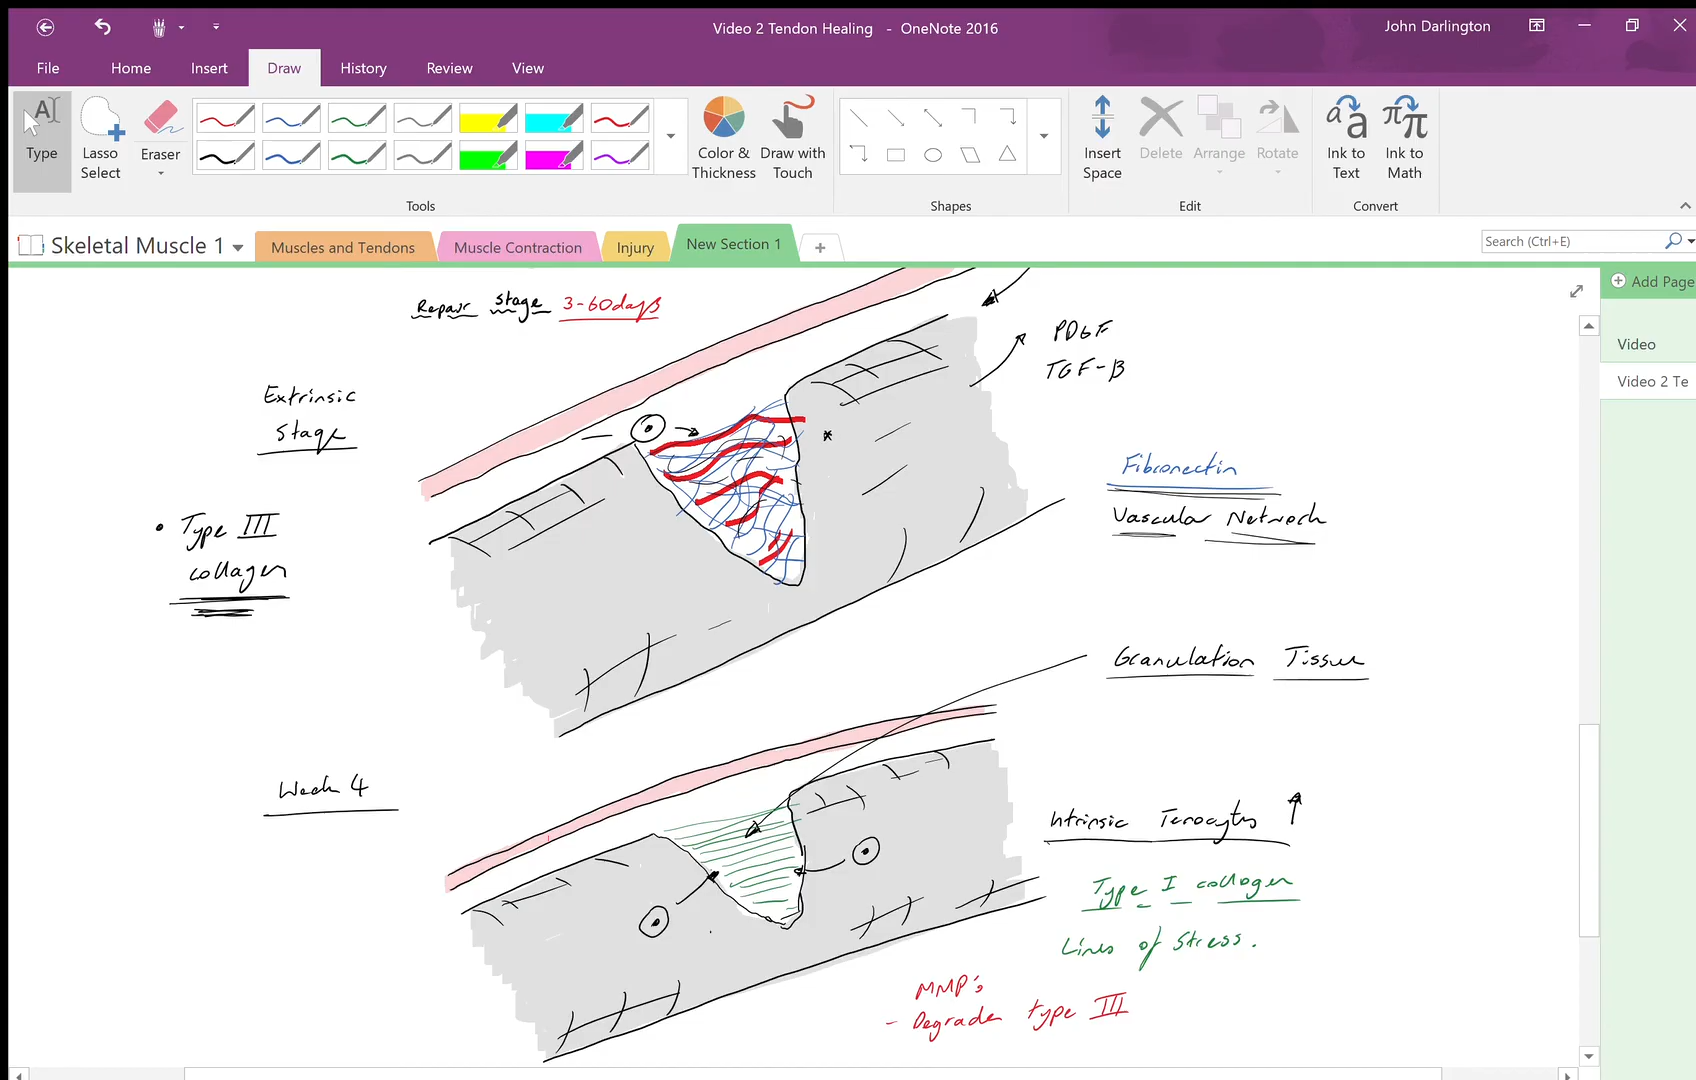 Video 2 Tendon Healing - OneNote 2016
John Darlington
File Home Insert Draw History Review View
Type
Lasso Select
Eraser
Color & Thickness
Draw with Touch
Insert Space
Delete
Arrange
Rotate
Ink to Text
Ink to Math
Tools
Shapes
Edit
Convert
Skeletal Muscle 1
Muscles and Tendons
Muscle Contraction
Injury
New Section 1
Search (Ctrl+E)
Add Page
Video
Video 2 Te
Repair Stage 3-60days
PDGF
TGF-β
Extrinsic
Stage
Fibronectin
Vascular Network
• Type III
collagen
Granulation Tissue
Week 4
Intrinsic Tenocytes ↑
Type I collagen
Lines of Stress.
MMP's
- Degrade type III